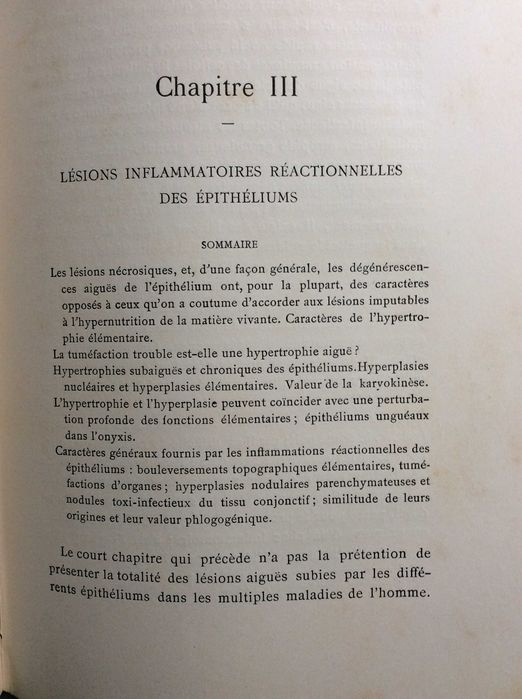 Chapitre III
—
LÉSIONS INFLAMMATOIRES RÉACTIONNELLES
DES ÉPITHÉLIUMS
SOMMAIRE
Les lésions nécrosiques, et, d'une façon générale, les dégénérescen-
ces aiguës de l'épithélium ont, pour la plupart, des caractères
opposés à ceux qu'on a coutume d'accorder aux lésions imputables
à l'hypernutrition de la matière vivante. Caractères de l'hypertro-
phie élémentaire.
La tuméfaction trouble est-elle une hypertrophie aiguë ?
Hypertrophies subaiguës et chroniques des épithéliums. Hyperplasies
nucléaires et hyperplasies élémentaires. Valeur de la karyokinèse.
L'hypertrophie et l'hyperplasie peuvent coïncider avec une perturba-
tion profonde des fonctions élémentaires ; épithéliums unguéaux
dans l'onyxis.
Caractères généraux fournis par les inflammations réactionnelles des
épithéliums : bouleversements topographiques élémentaires, tumé-
factions d'organes ; hyperplasies nodulaires parenchymateuses et
nodules toxi-infectieux du tissu conjonctif ; similitude de leurs
origines et leur valeur phlogogénique.
Le court chapitre qui précède n'a pas la prétention de
présenter la totalité des lésions aiguës subies par les diffé-
rents épithéliums dans les multiples maladies de l'homme.